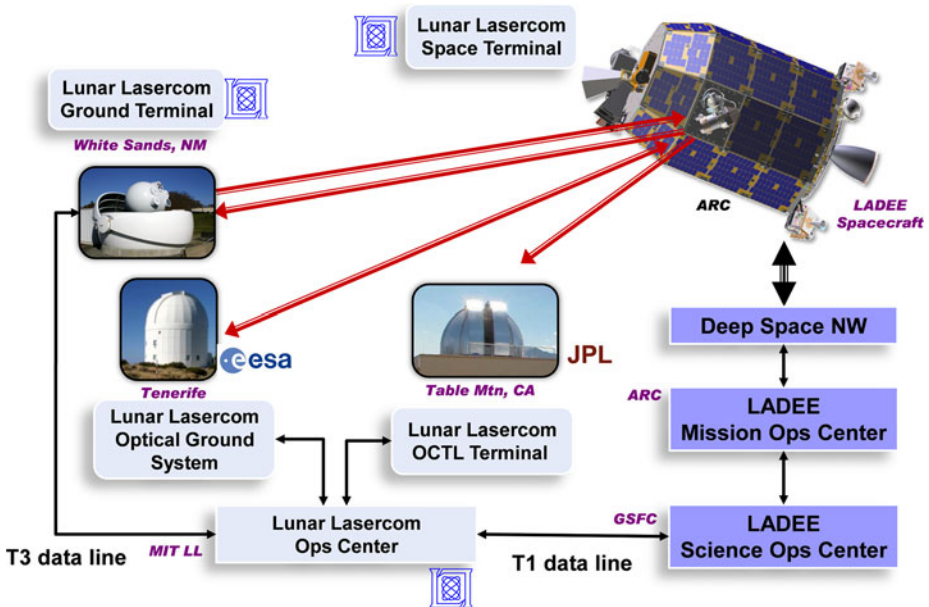 Lunar Lasercom
Space Terminal
Lunar Lasercom
Ground Terminal
White Sands, NM
ARC
LADEE
Spacecraft
esa
JPL
Tenerife
Table Mtn, CA
Deep Space NW
ARC
LADEE
Mission Ops Center
Lunar Lasercom
Optical Ground
System
Lunar Lasercom
OCTL Terminal
GSFC
LADEE
Science Ops Center
Lunar Lasercom
Ops Center
T3 data line
MIT LL
T1 data line